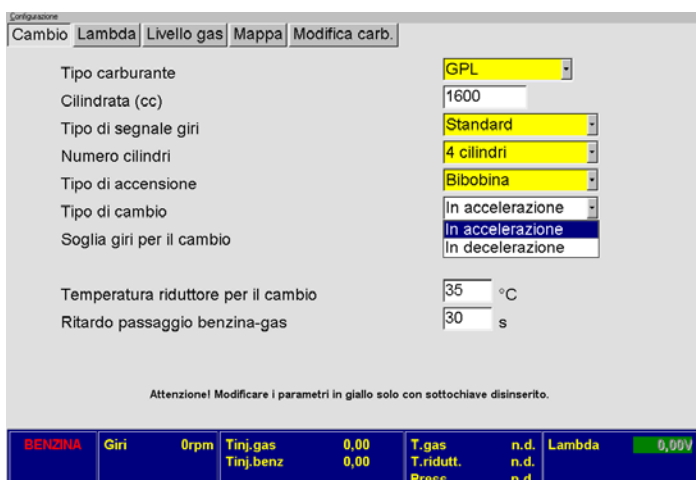 Configurazione
Cambio Lambda Livello gas Mappa Modifica carb.
Tipo carburante GPL
Cilindrata (cc) 1600
Tipo di segnale giri Standard
Numero cilindri 4 cilindri
Tipo di accensione Bibobina
Tipo di cambio In accelerazione
In accelerazione
Soglia giri per il cambio In decelerazione
Temperatura riduttore per il cambio 35 °C
Ritardo passaggio benzina-gas 30 s
Attenzione! Modificare i parametri in giallo solo con sottochiave disinserito.
BENZINA Giri 0rpm Tinj.gas 0,00 T.gas n.d. Lambda 0,00V
Tinj.benz 0,00 T.ridutt. n.d.
Press. n.d.